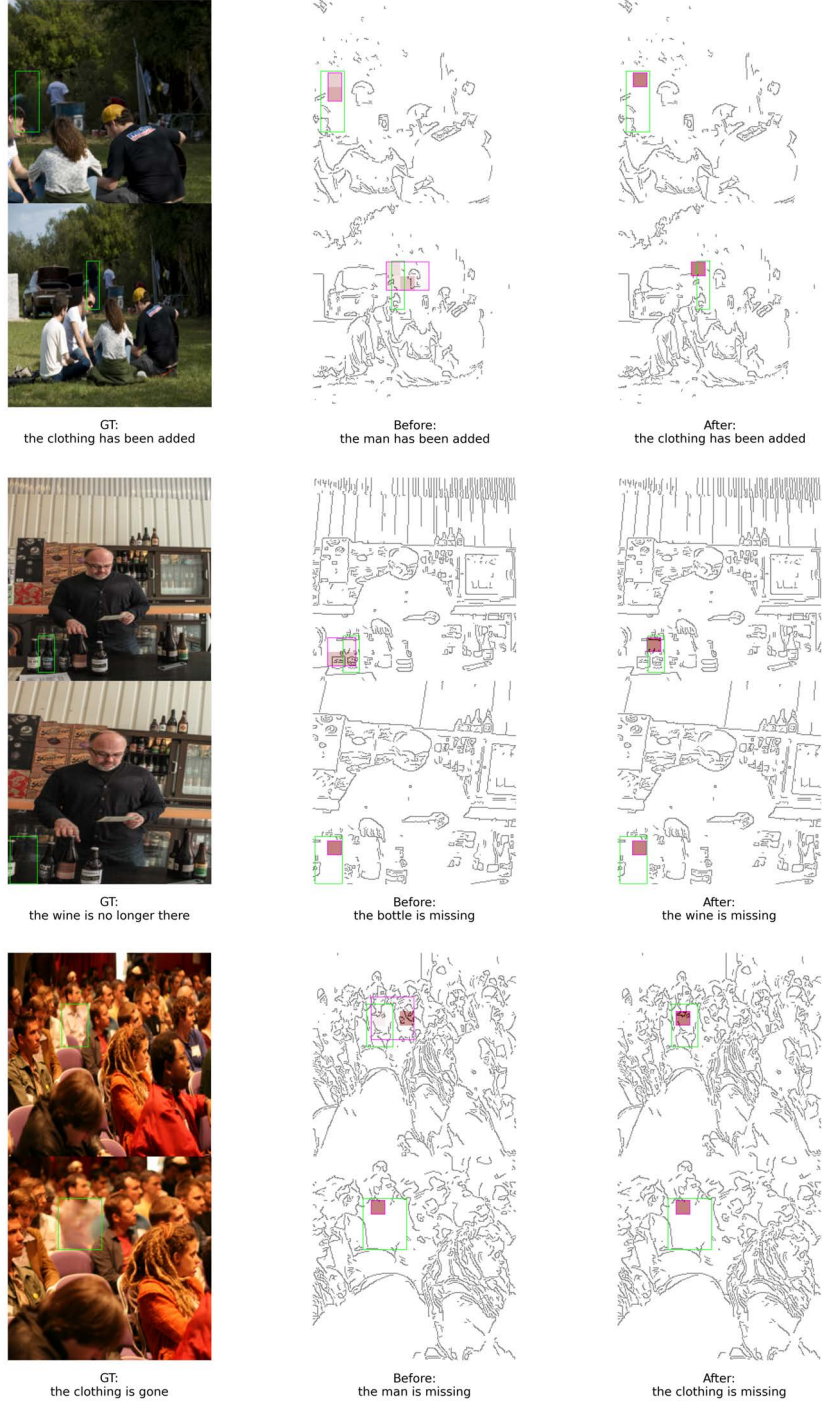 GT:
the clothing has been added
Before:
the man has been added
After:
the clothing has been added
GT:
the wine is no longer there
Before:
the bottle is missing
After:
the wine is missing
GT:
the clothing is gone
Before:
the man is missing
After:
the clothing is missing